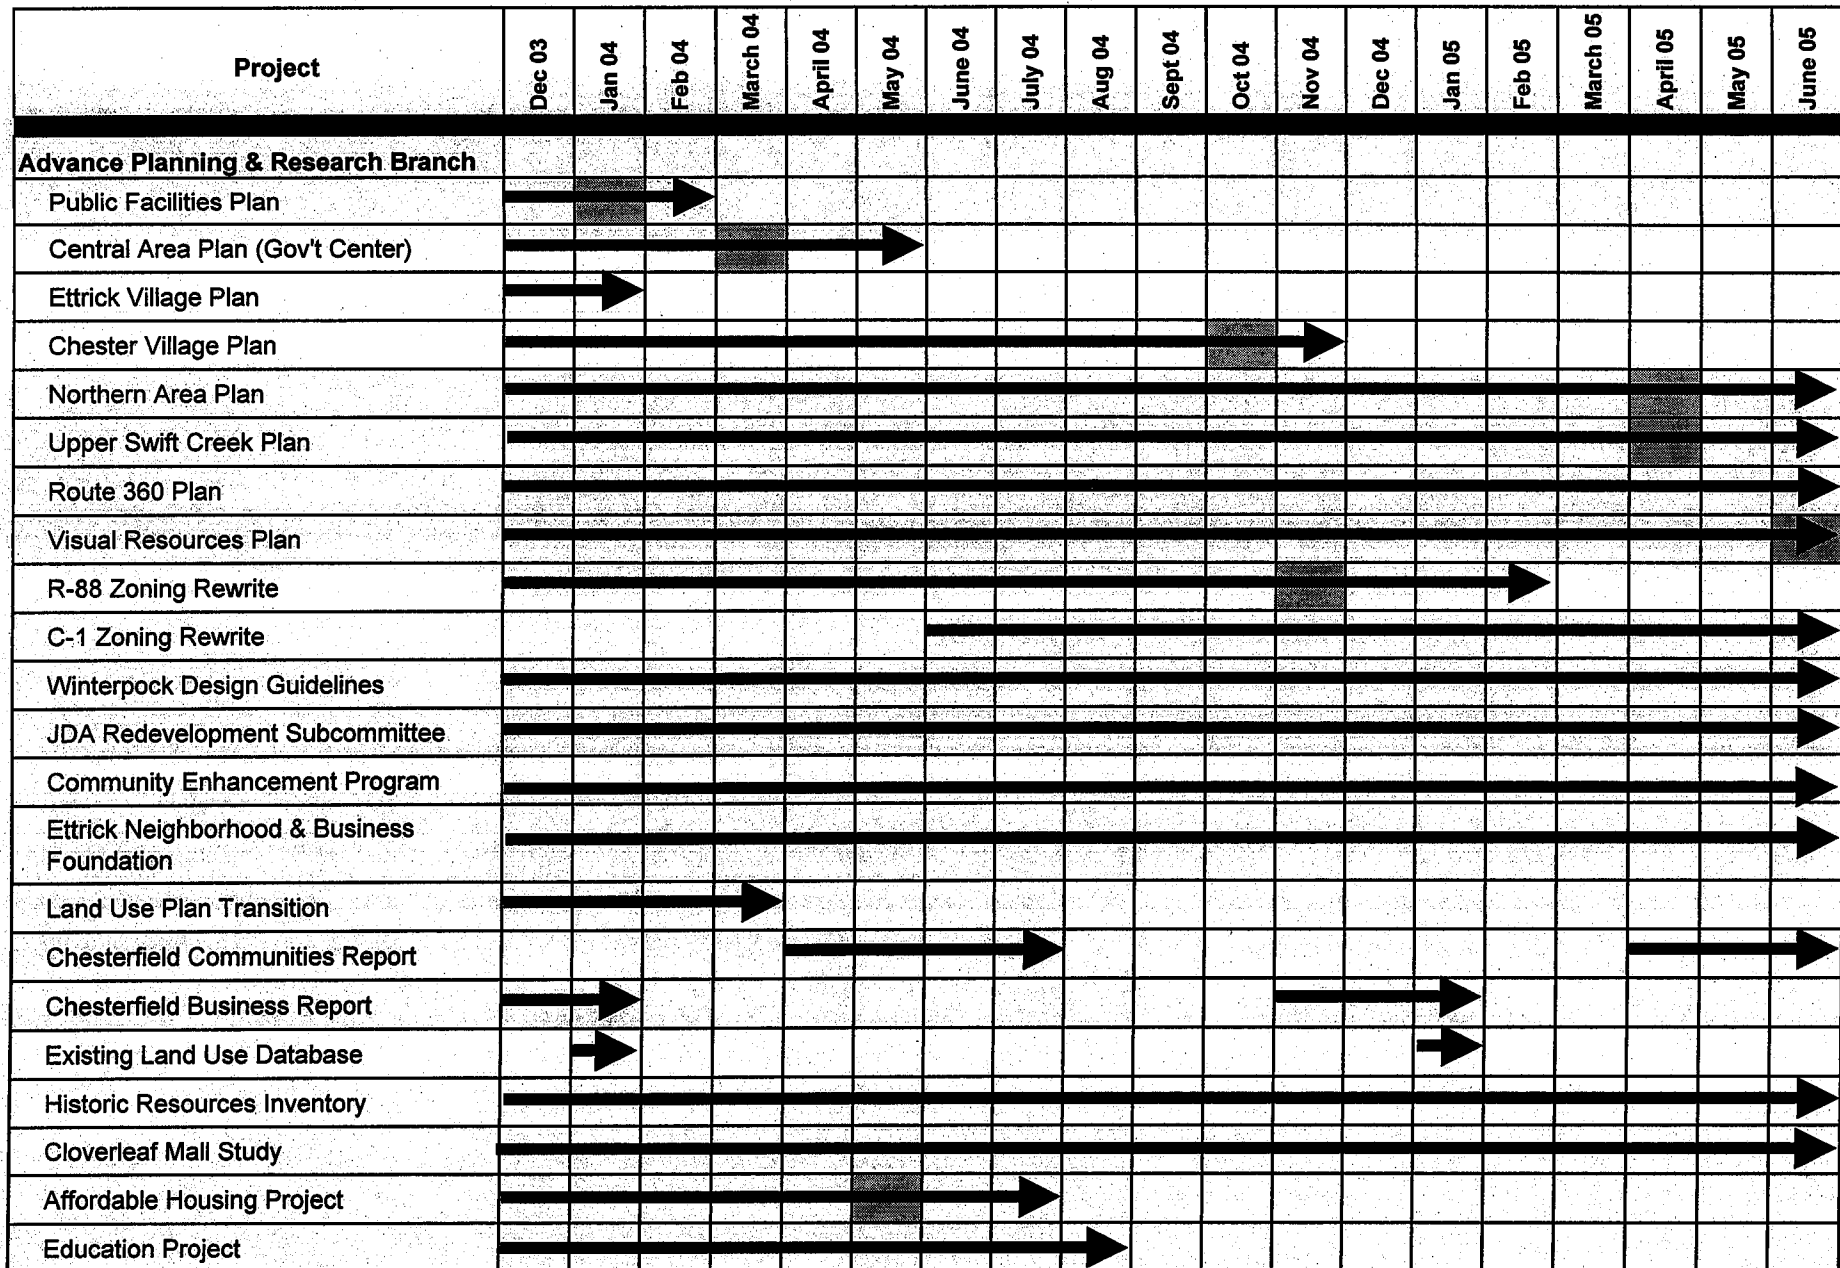 Project
Dec 03
Jan 04
Feb 04
March 04
April 04
May 04
June 04
July 04
Aug 04
Sept 04
Oct 04
Nov 04
Dec 04
Jan 05
Feb 05
March 05
April 05
May 05
June 05
Advance Planning & Research Branch
Public Facilities Plan
Central Area Plan (Gov't Center)
Ettrick Village Plan
Chester Village Plan
Northern Area Plan
Upper Swift Creek Plan
Route 360 Plan
Visual Resources Plan
R-88 Zoning Rewrite
C-1 Zoning Rewrite
Winterpock Design Guidelines
JDA Redevelopment Subcommittee
Community Enhancement Program
Ettrick Neighborhood & Business
Foundation
Land Use Plan Transition
Chesterfield Communities Report
Chesterfield Business Report
Existing Land Use Database
Historic Resources Inventory
Cloverleaf Mall Study
Affordable Housing Project
Education Project